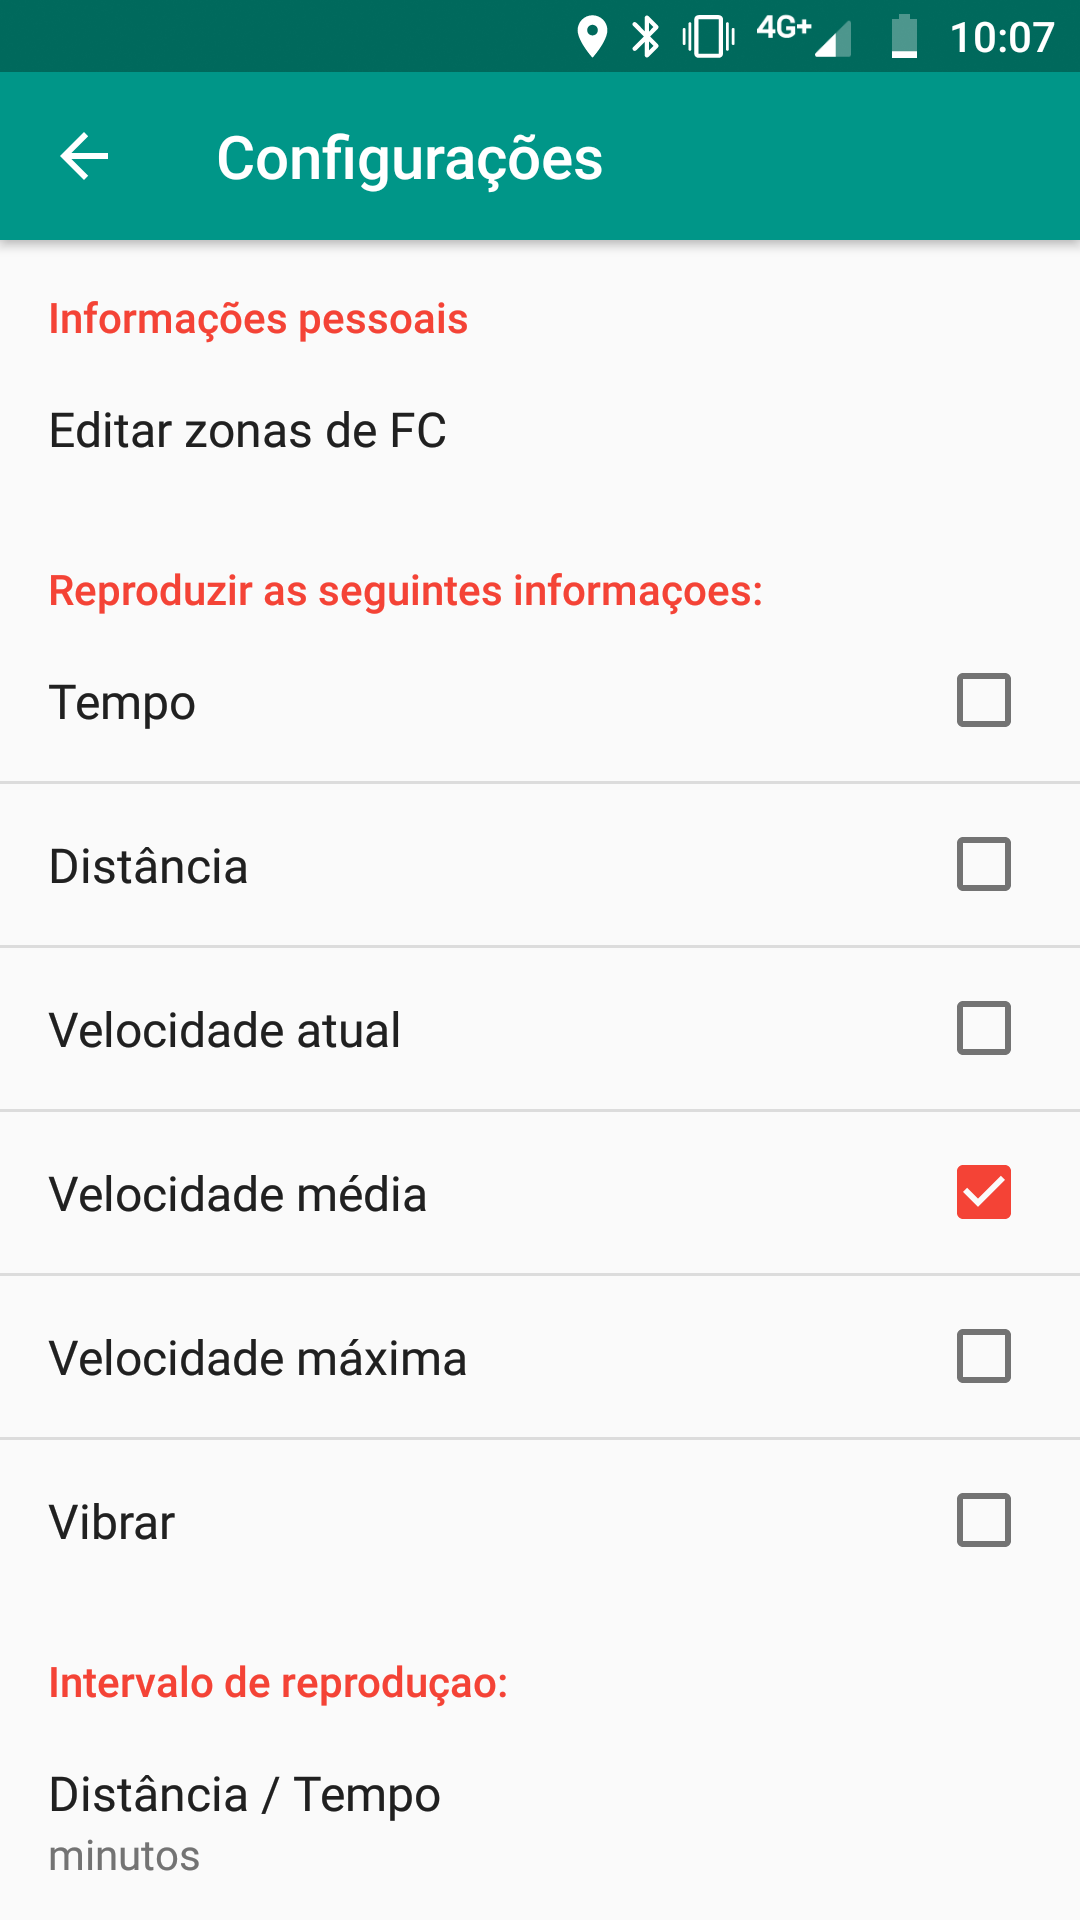 4G+ 10:07
Configurações
Informações pessoais
Editar zonas de FC
Reproduzir as seguintes informaçoes:
Tempo
Distância
Velocidade atual
Velocidade média
Velocidade máxima
Vibrar
Intervalo de reproduçao:
Distância / Tempo
minutos